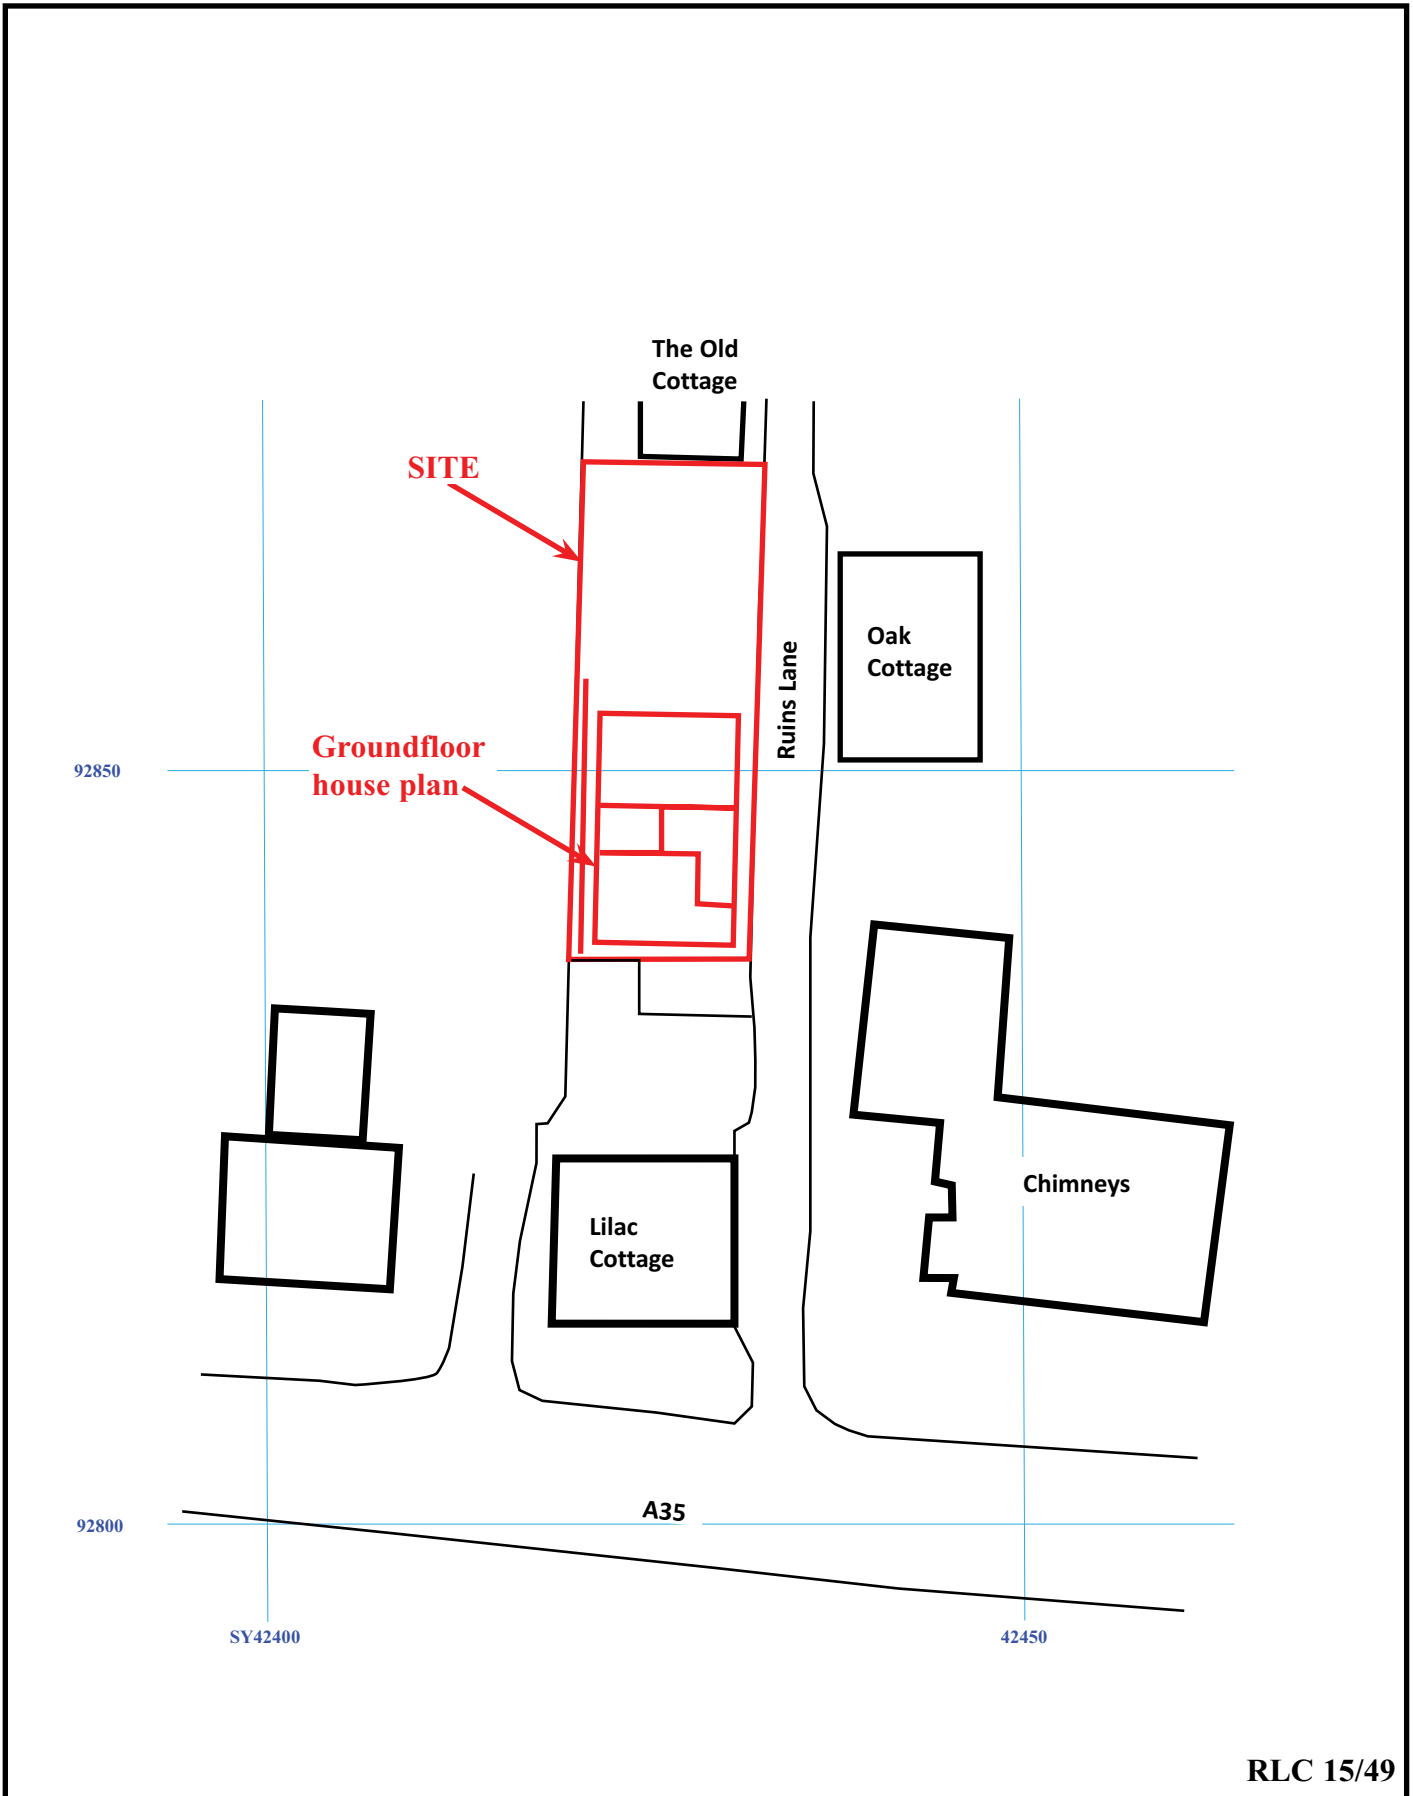 The Old
Cottage
SITE
Oak
Cottage
Ruins Lane
Groundfloor
house plan
92850
Chimneys
Lilac
Cottage
A35
92800
SY42400
42450
RLC 15/49